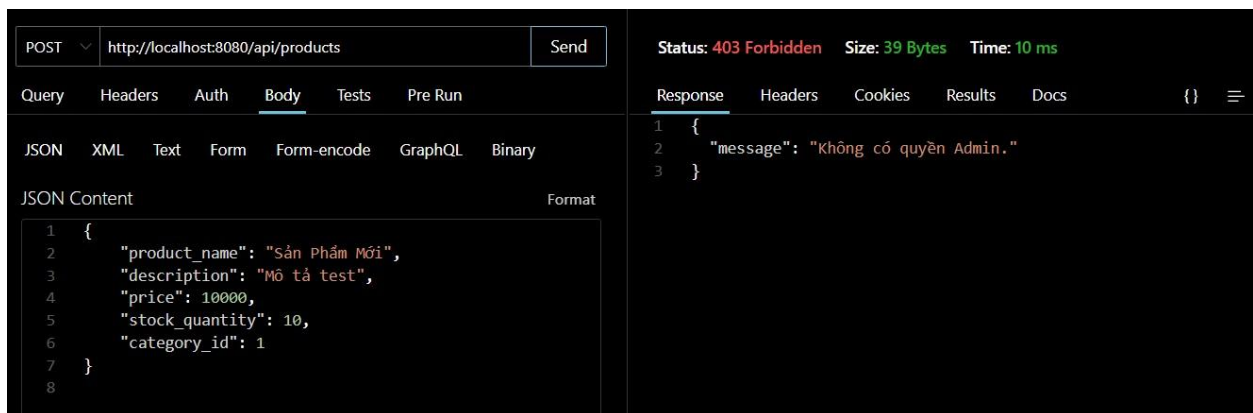 POST http://localhost:8080/api/products Send
Query Headers Auth Body Tests Pre Run
JSON XML Text Form Form-encode GraphQL Binary
JSON Content Format
1 {
2 "product_name": "Sản Phẩm Mới",
3 "description": "Mô tả test",
4 "price": 10000,
5 "stock_quantity": 10,
6 "category_id": 1
7 }
8
Status: 403 Forbidden Size: 39 Bytes Time: 10 ms
Response Headers Cookies Results Docs {}
1 {
2 "message": "Không có quyền Admin."
3 }